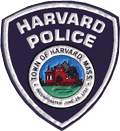 HARVARD
POLICE
TOWN OF HARVARD, MASS.